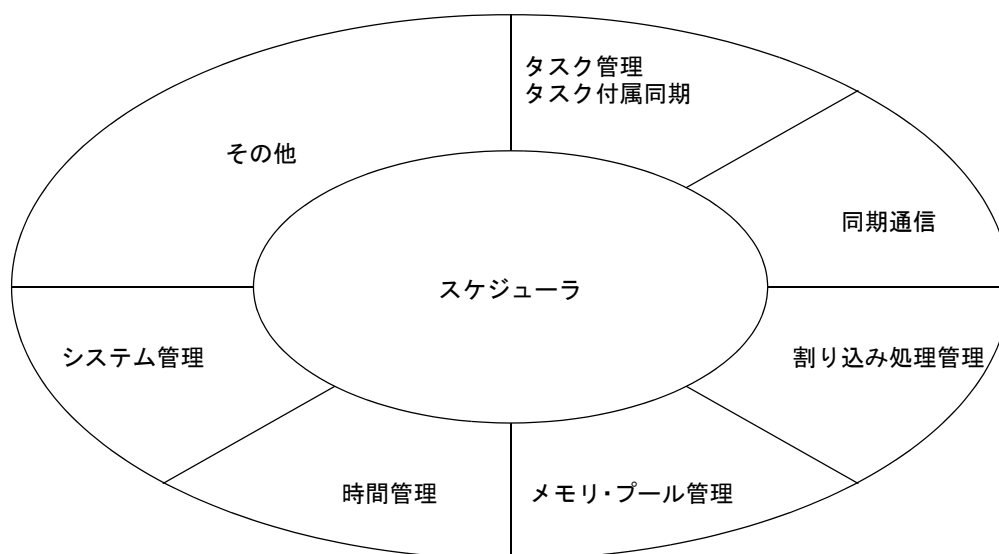 タスク管理
タスク付属同期
その他
同期通信
スケジューラ
システム管理
割り込み処理管理
時間管理
メモリ・プール管理